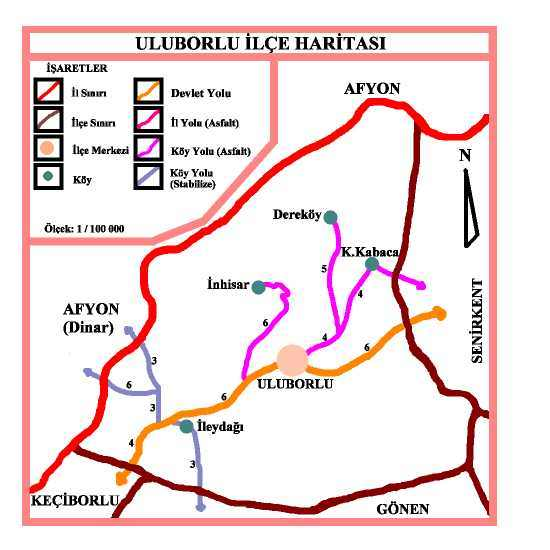 ULUBORLU İLÇE HARİTASI
İŞARETLER
İl Sınırı
Devlet Yolu
İlçe Sınırı
İl Yolu (Asfalt)
İlçe Merkezi
Köy Yolu (Asfalt)
Köy
Köy Yolu
(Stabilize)
Ölçek: 1 / 100 000
AFYON
N
Dereköy
K.Kabaca
5
İnhisar
4
AFYON
(Dinar)
SENİRKENT
6
4
6
3
ULUBORLU
6
6
3
İleydağı
4
3
KEÇİBORLU
GÖNEN